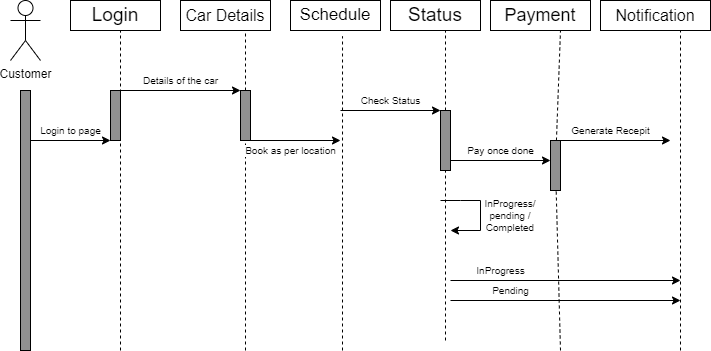 Login
Car Details
Schedule
Status
Payment
Notification
Customer
Details of the car
Check Status
Login to page
Generate Recepit
Book as per location
Pay once done
InProgress/
pending /
Completed
InProgress
Pending